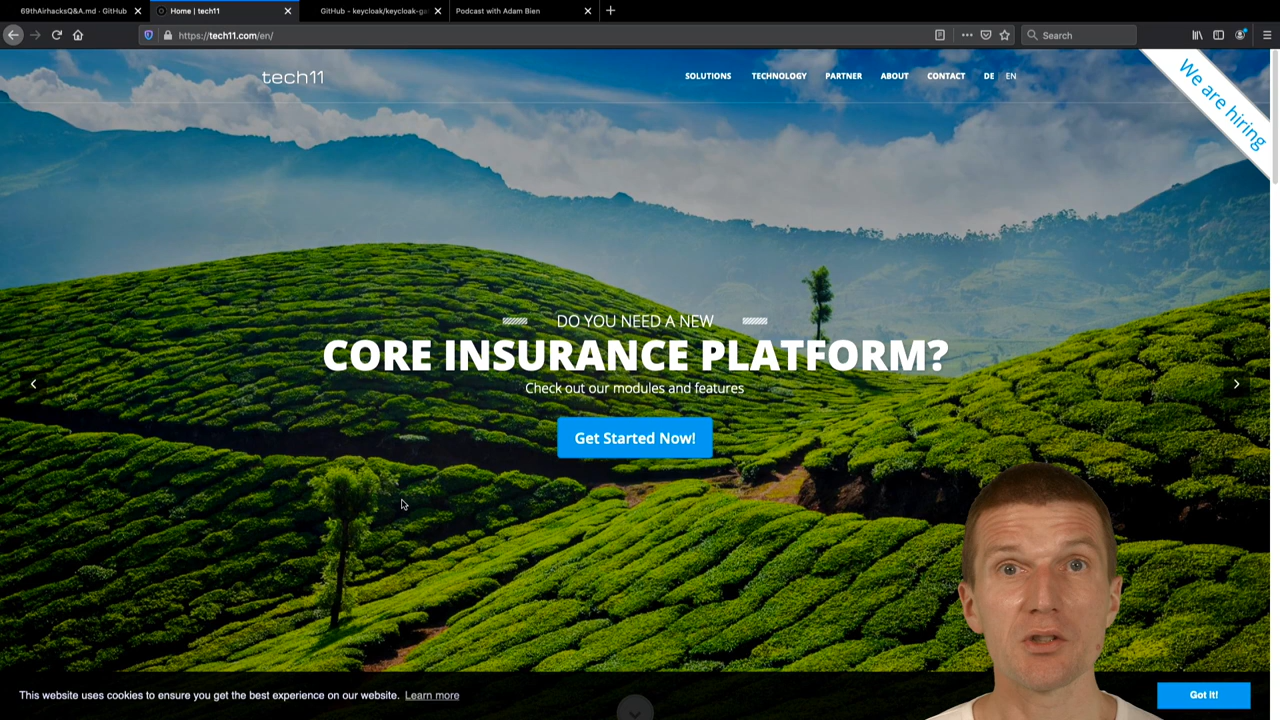 69thAirhacksQ&A.md · GitHub
Home | tech11
GitHub - keycloak/keycloak-ga
Podcast with Adam Bien
https://tech11.com/en/
Search
tech11
SOLUTIONS
TECHNOLOGY
PARTNER
ABOUT
CONTACT
DE | EN
We are hiring
DO YOU NEED A NEW
CORE INSURANCE PLATFORM?
Check out our modules and features
Get Started Now!
This website uses cookies to ensure you get the best experience on our website. Learn more
Got it!